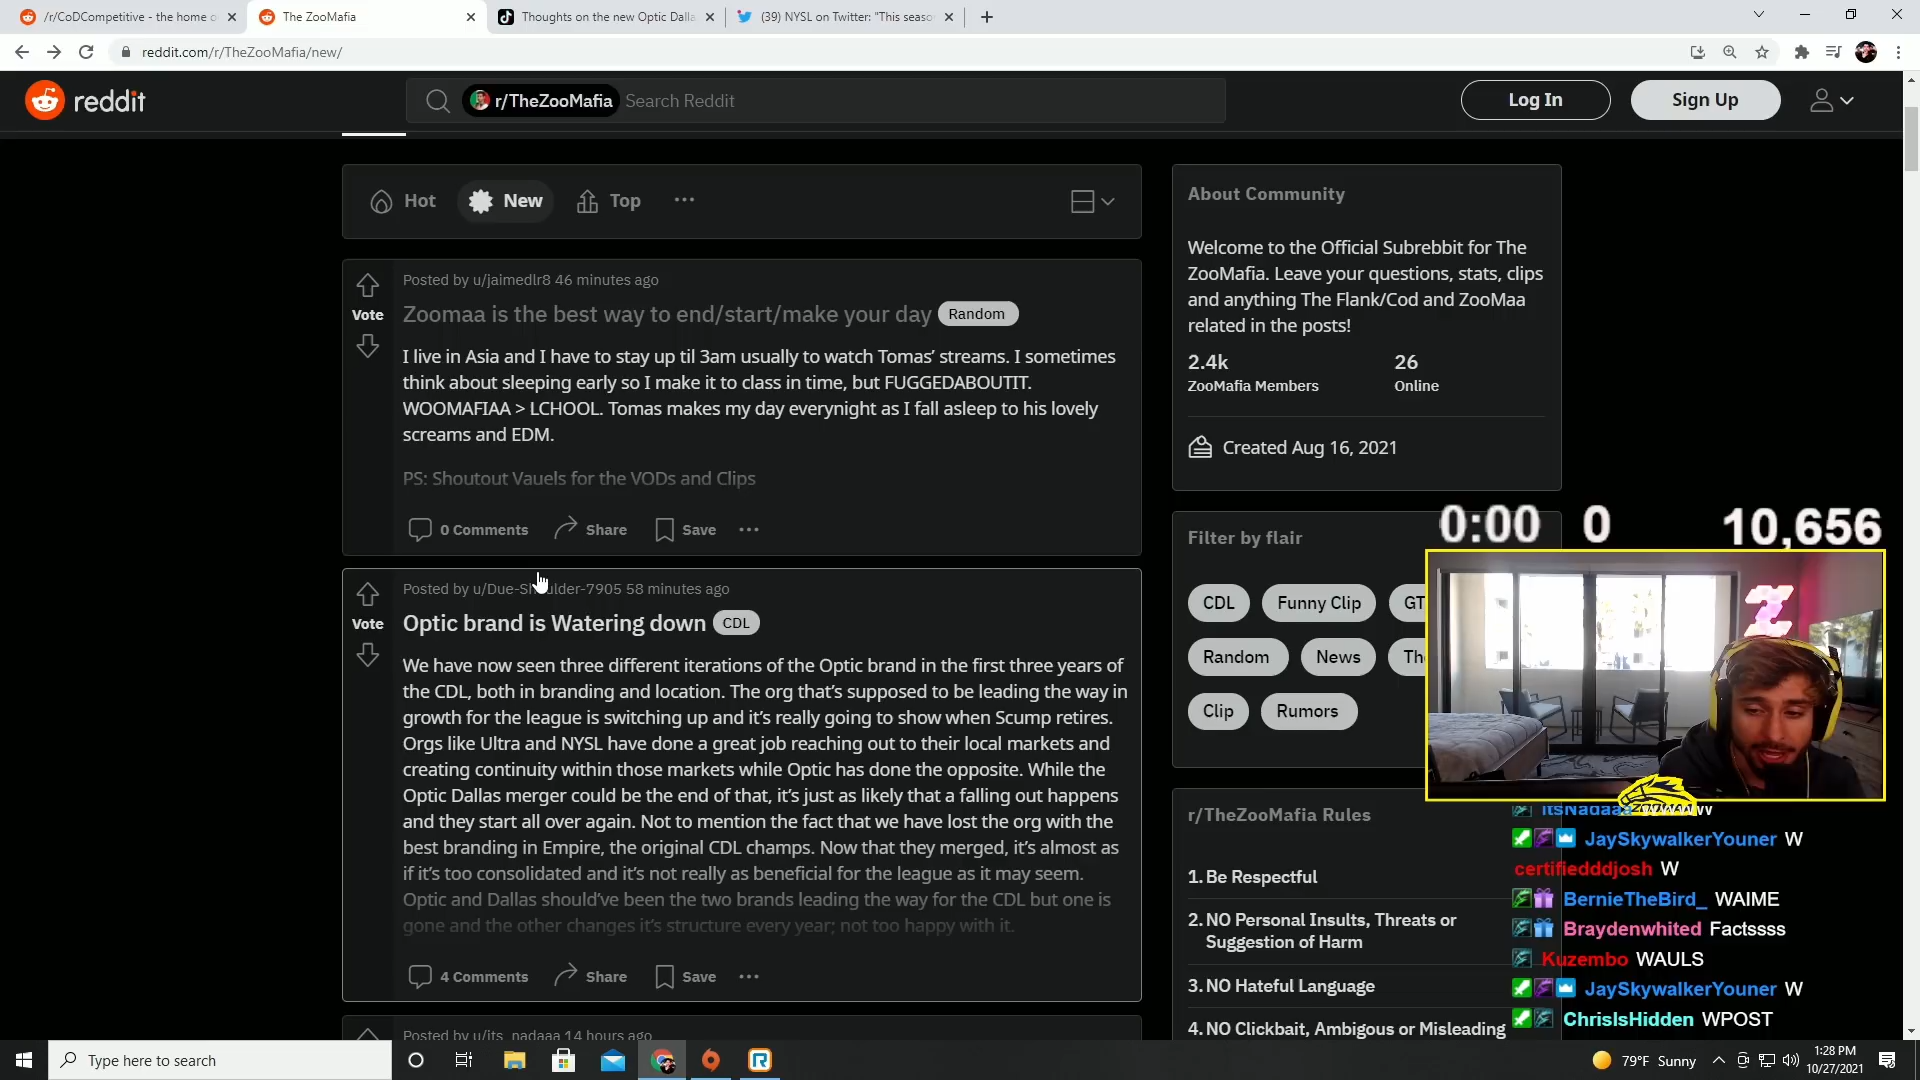 /r/CoDCompetitive - the home o
The ZooMafia
Thoughts on the new Optic Dalla
(39) NYSL on Twitter: "This seaso
reddit.com/r/TheZooMafia/new/
reddit
r/TheZooMafia Search Reddit
Log In
Sign Up
Hot
New
Top
Posted by u/jaimedlr8 46 minutes ago
Vote
Zoomaa is the best way to end/start/make your day Random
I live in Asia and I have to stay up til 3am usually to watch Tomas' streams. I sometimes
think about sleeping early so I make it to class in time, but FUGGEDABOUTIT.
WOOMAFIAA > LCHOOL. Tomas makes my day everynight as I fall asleep to his lovely
screams and EDM.
PS: Shoutout Vauels for the VODs and Clips
0 Comments Share Save
Posted by 58 minutes ago
Vote
Optic brand is Watering down CDL
We have now seen three different iterations of the Optic brand in the first three years of
the CDL, both in branding and location. The org that's supposed to be leading the way in
growth for the league is switching up and it's really going to show when Scump retires.
Orgs like Ultra and NYSL have done a great job reaching out to their local markets and
creating continuity within those markets while Optic has done the opposite. While the
Optic Dallas merger could be the end of that, it's just as likely that a falling out happens
and they start all over again. Not to mention the fact that we have lost the org with the
best branding in Empire, the original CDL champs. Now that they merged, it's almost as
if it's too consolidated and it's not really as beneficial for the league as it may seem.
Optic and Dallas should've been the two brands leading the way for the CDL but one is
gone and the other changes it's structure every year; not too happy with it.
4 Comments Share Save
Posted by u/its_nadaaa 14 hours ago
About Community
Welcome to the Official Subrebbit for The
ZooMafia. Leave your questions, stats, clips
and anything The Flank/Cod and ZooMaa
related in the posts!
2.4k
ZooMafia Members
26
Online
Created Aug 16, 2021
Filter by flair
CDL Funny Clip GT
Random News Th
Clip Rumors
0:00 0 10,656
r/TheZooMafia Rules
1. Be Respectful
2. NO Personal Insults, Threats or
Suggestion of Harm
3. NO Hateful Language
4. NO Clickbait, Ambigous or Misleading
JaySkywalkerYouner W
certifiedddjosh W
BernieTheBird_ WAIME
Braydenwhited Factssss
Kuzembo WAULS
JaySkywalkerYouner W
ChrisIsHidden WPOST
Type here to search
79°F Sunny
1:28 PM
10/27/2021